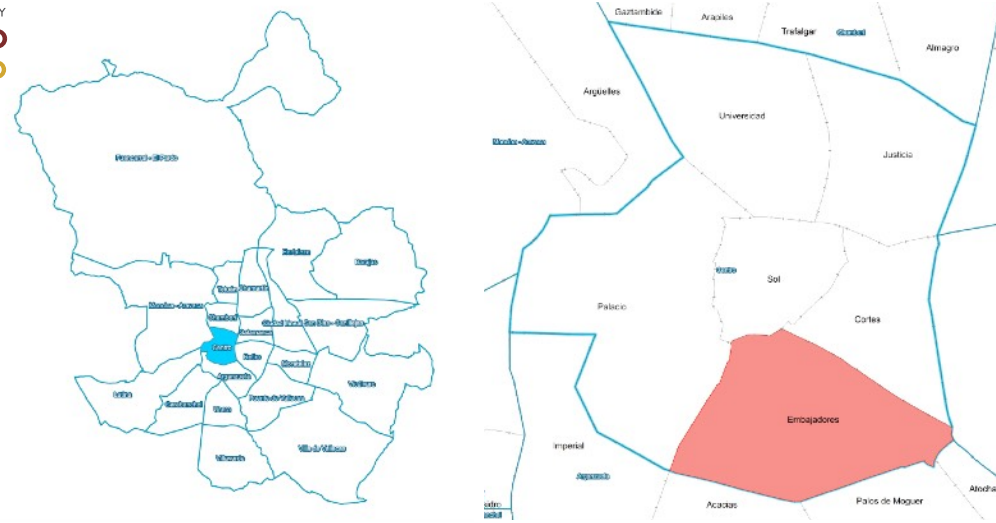 Y
Fuencarral - El Pardo
Hortaleza
Barajas
Tetuán
Chamartín
Moncloa - Aravaca
Chamberí
Ciudad Lineal
San Blas - Canillejas
Salamanca
Centro
Retiro
Moratalaz
Arganzuela
Vicálvaro
Latina
Carabanchel
Usera
Puente de Vallecas
Villaverde
Villa de Vallecas
Gaztambide
Arapiles
Trafalgar
Chamberí
Almagro
Argüelles
Universidad
Moncloa - Aravaca
Justicia
Centro
Sol
Palacio
Cortes
Embajadores
Imperial
Arganzuela
Acacias
Palos de Moguer
Atocha